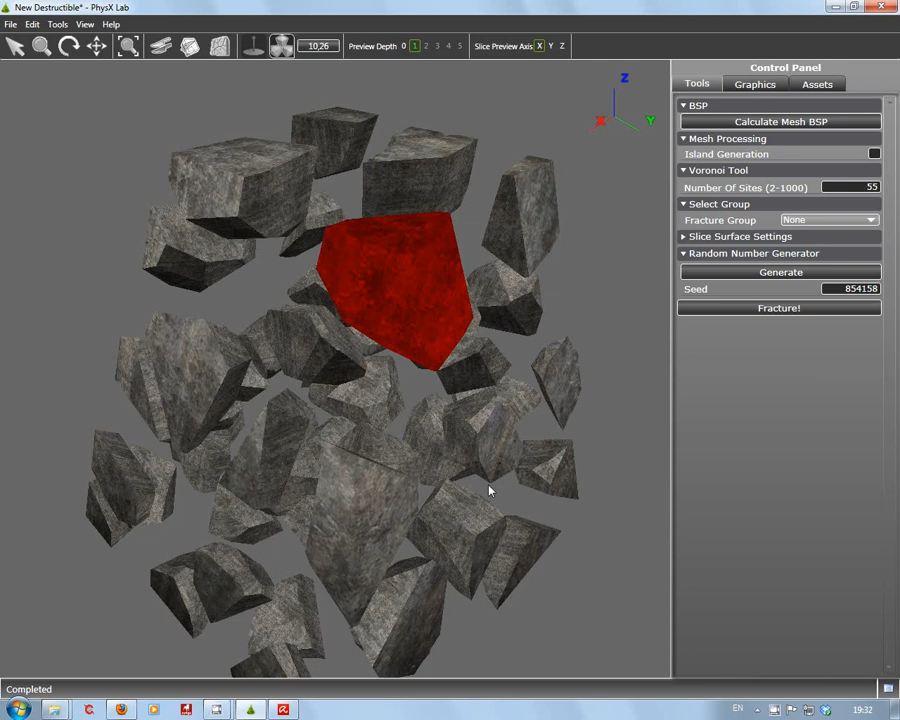 New Destructible* - PhysX Lab
File Edit Tools View Help
10,26 Preview Depth 0 1 2 3 4 5 Slice Preview Axis X Y Z
Control Panel
Tools Graphics Assets
BSP
Calculate Mesh BSP
Mesh Processing
Island Generation
Voronoi Tool
Number Of Sites (2-1000) 55
Select Group
Fracture Group None
Slice Surface Settings
Random Number Generator
Generate
Seed 854158
Fracture!
Z
X Y
Completed
EN 19:32